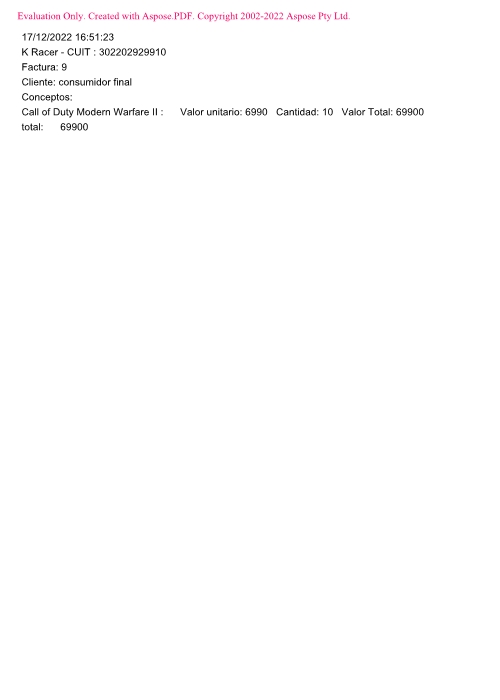 Evaluation Only. Created with Aspose.PDF. Copyright 2002-2022 Aspose Pty Ltd.
17/12/2022 16:51:23
K Racer - CUIT : 302202929910
Factura: 9
Cliente: consumidor final
Conceptos:
Call of Duty Modern Warfare II : Valor unitario: 6990 Cantidad: 10 Valor Total: 69900
total: 69900